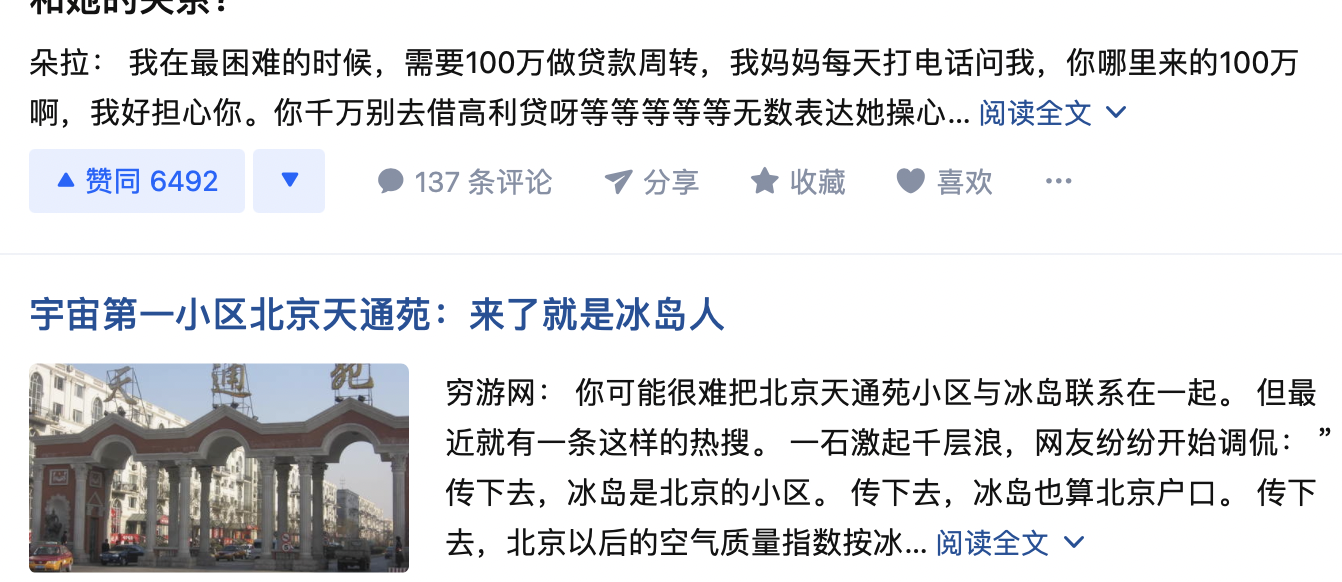 和她的关系？
朵拉： 我在最困难的时候，需要100万做贷款周转，我妈妈每天打电话问我，你哪里来的100万
啊，我好担心你。你千万别去借高利贷呀等等等等等无数表达她操心... 阅读全文
赞同 6492
137 条评论
分享
收藏
喜欢
宇宙第一小区北京天通苑：来了就是冰岛人
天通苑
穷游网： 你可能很难把北京天通苑小区与冰岛联系在一起。 但最
近就有一条这样的热搜。 一石激起千层浪，网友纷纷开始调侃： ”
传下去，冰岛是北京的小区。 传下去，冰岛也算北京户口。 传下
去，北京以后的空气质量指数按冰... 阅读全文